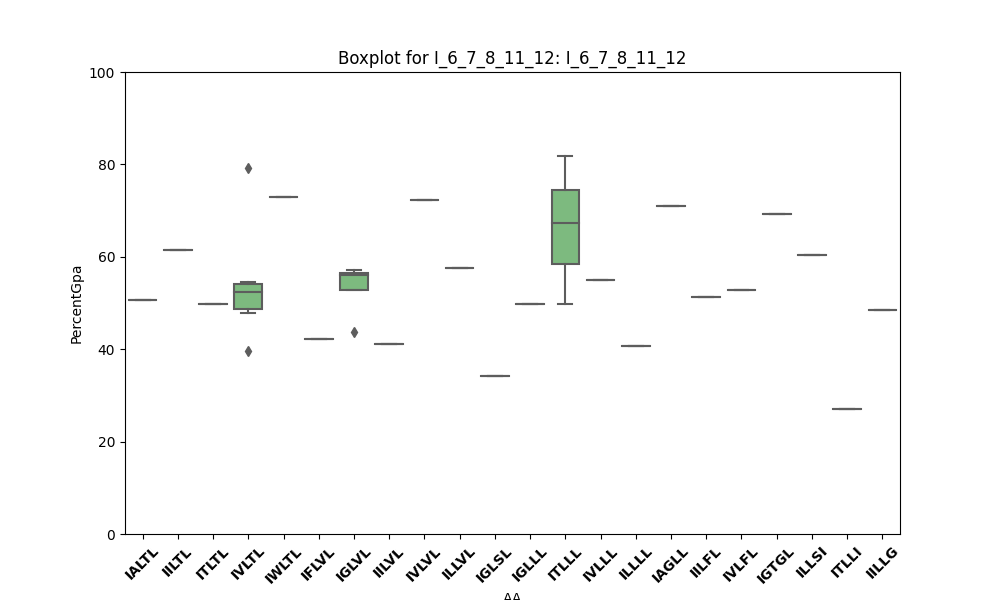 Boxplot for I_6_7_8_11_12: I_6_7_8_11_12
100
80
60
40
20
0
PercentGpa
IALTL
IILTL
ITLTL
IVLTL
IWLTL
IFLVL
IGLVL
IILVL
IVLVL
ILLVL
IGLSL
IGLLL
ITLLL
IVLLL
ILLLL
IAGLL
IILFL
IVLFL
IGTGL
ILLSI
ITLLI
IILLG
AA